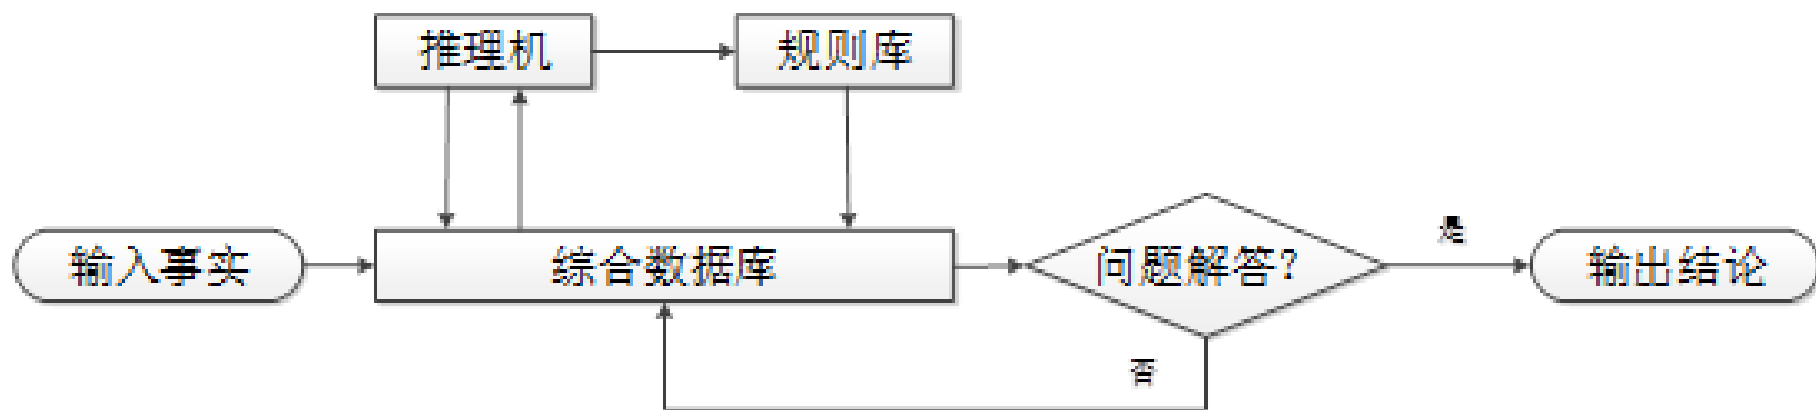 推理机
规则库
输入事实
综合数据库
问题解答?
是
输出结论
否